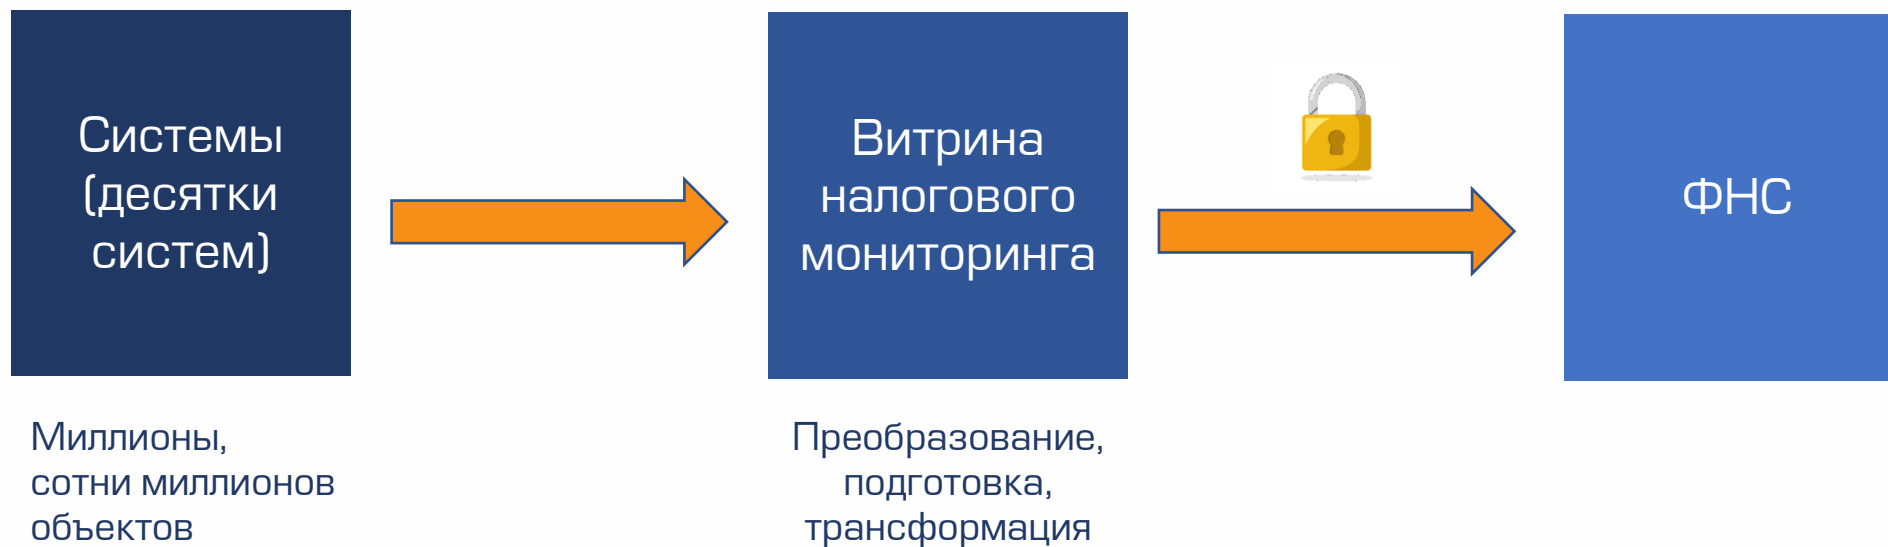 Системы
(десятки
систем)
Витрина
налогового
мониторинга
ФНС
Миллионы,
сотни миллионов
объектов
Преобразование,
подготовка,
трансформация